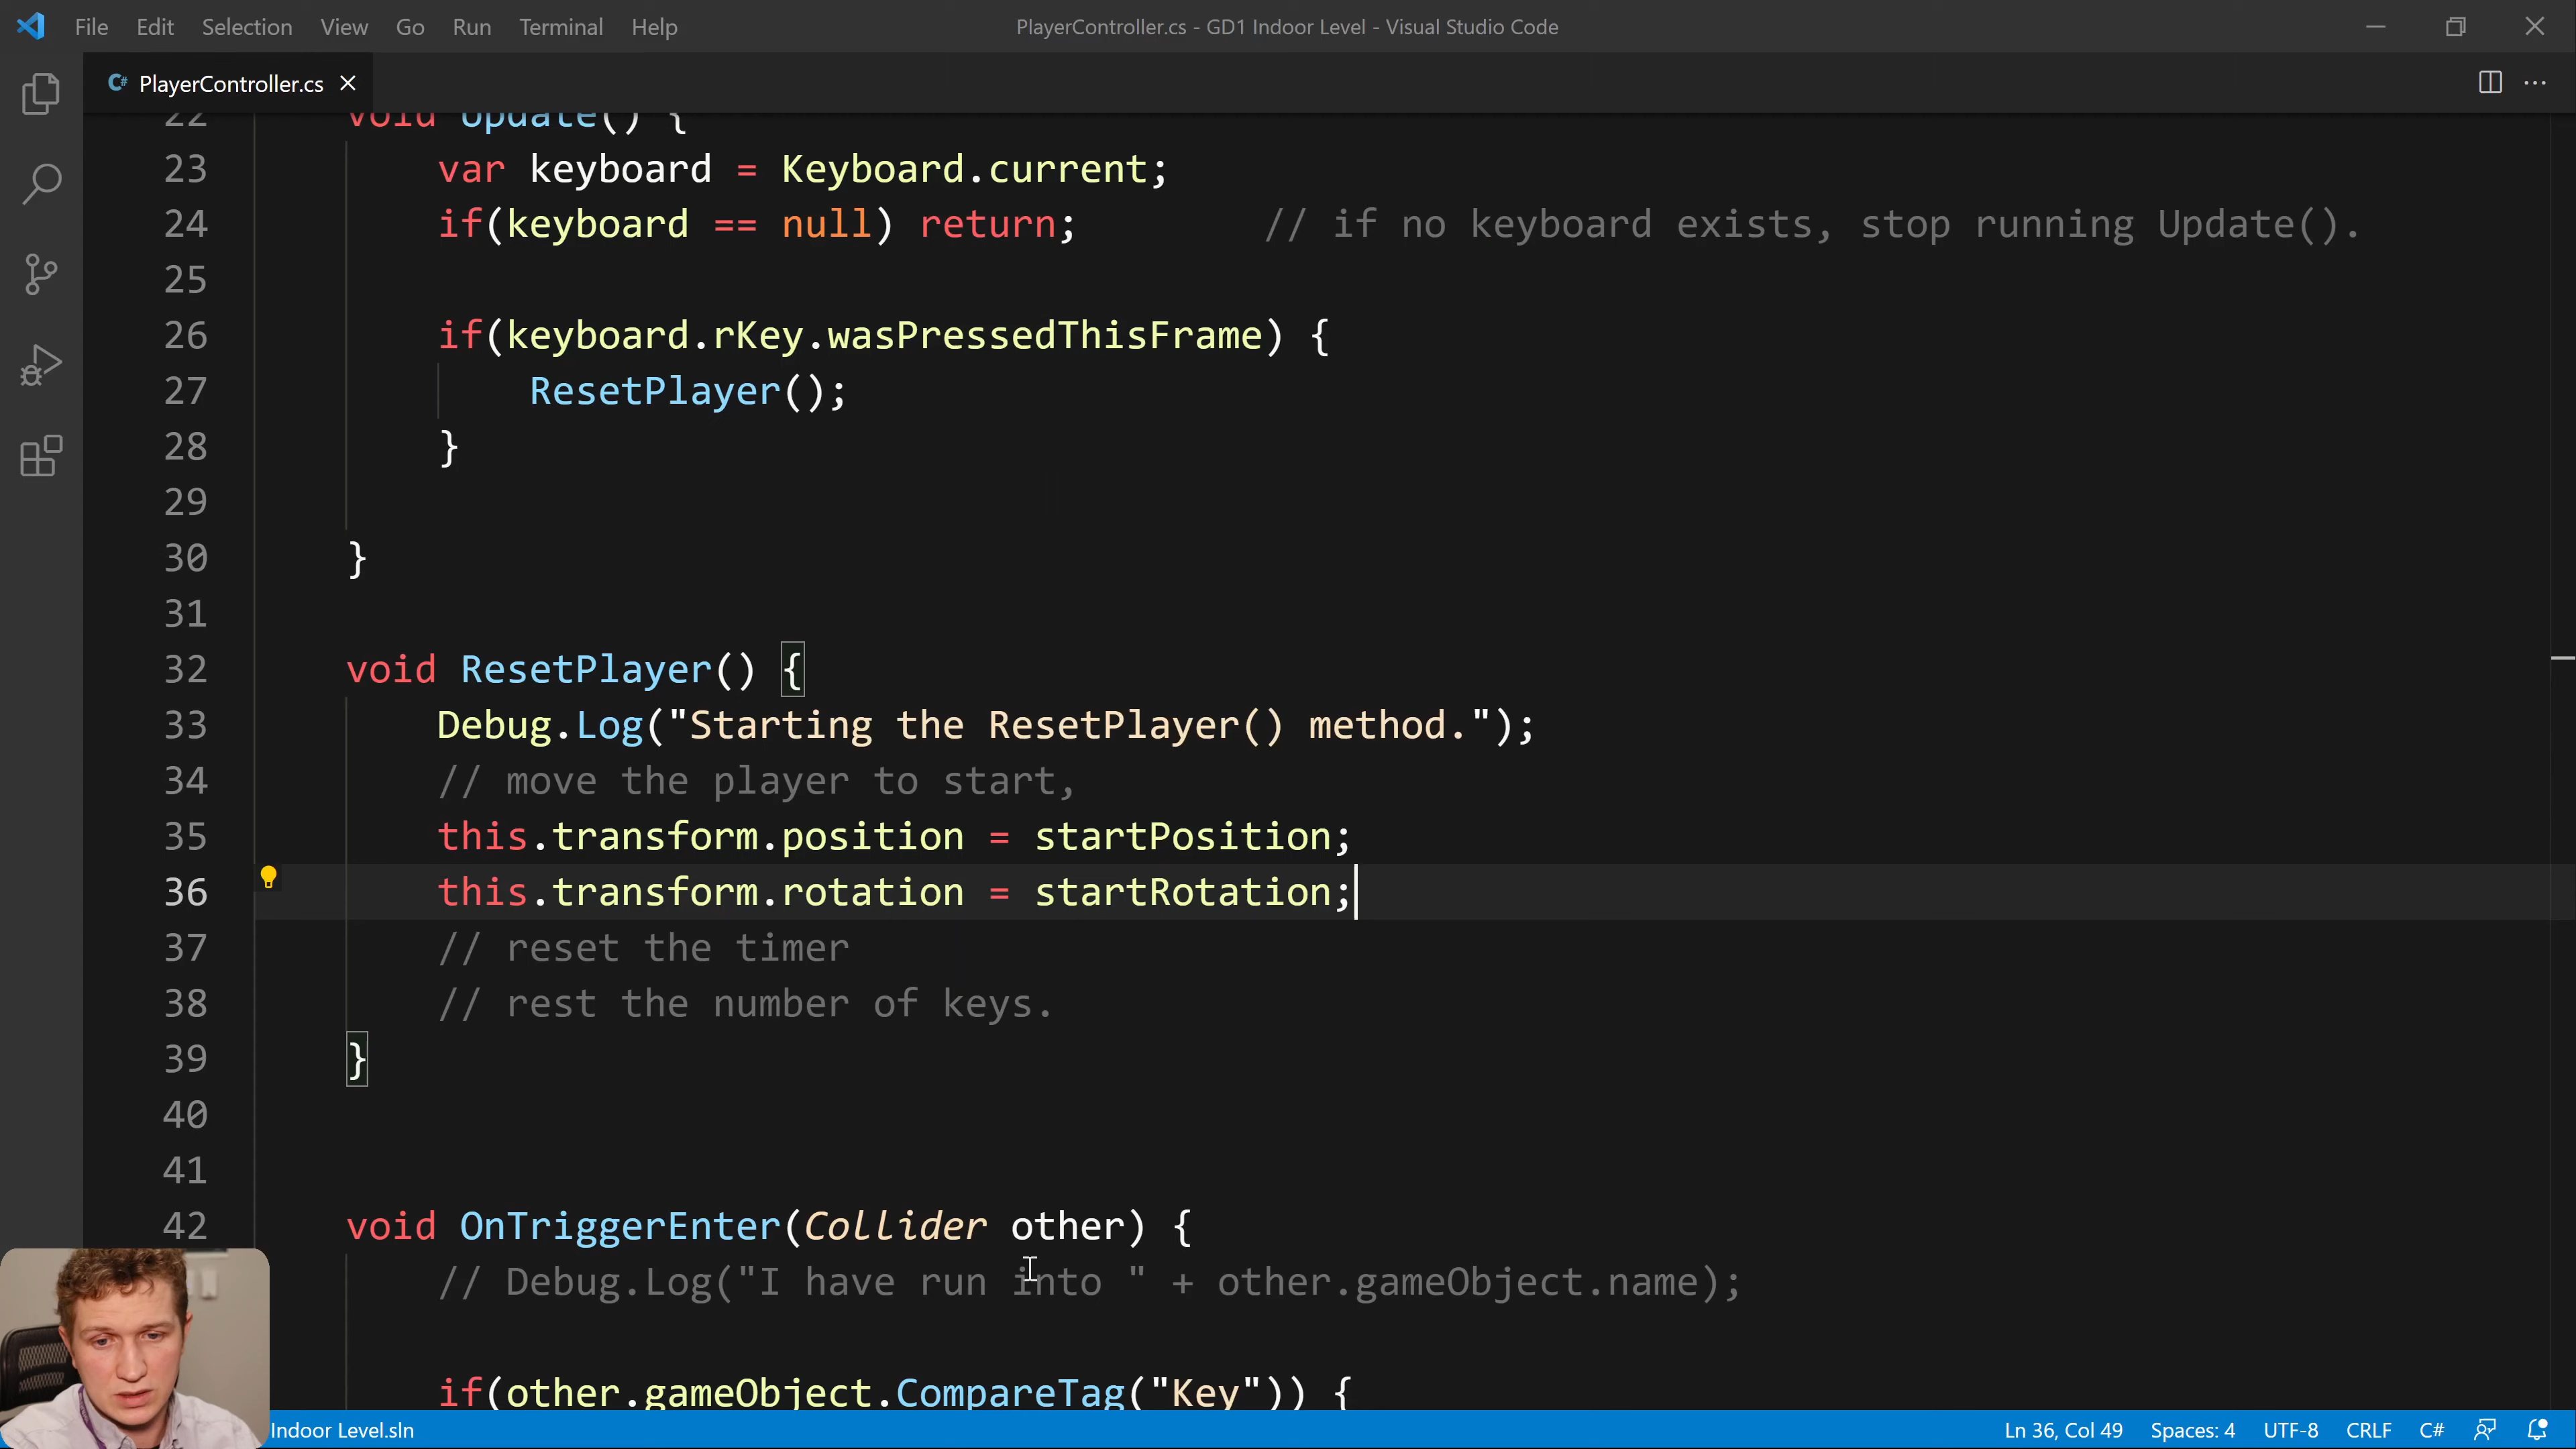 File Edit Selection View Go Run Terminal Help PlayerController.cs - GD1 Indoor Level - Visual Studio Code
C# PlayerController.cs
22 void Update() {
23 var keyboard = Keyboard.current;
24 if(keyboard == null) return; // if no keyboard exists, stop running Update().
25
26 if(keyboard.rKey.wasPressedThisFrame) {
27 ResetPlayer();
28 }
29
30 }
31
32 void ResetPlayer() {
33 Debug.Log("Starting the ResetPlayer() method.");
34 // move the player to start,
35 this.transform.position = startPosition;
36 this.transform.rotation = startRotation;
37 // reset the timer
38 // rest the number of keys.
39 }
40
41
42 void OnTriggerEnter(Collider other) {
// Debug.Log("I have run into " + other.gameObject.name);
if(other.gameObject.CompareTag("Key")) {
Indoor Level.sln Ln 36, Col 49 Spaces: 4 UTF-8 CRLF C#